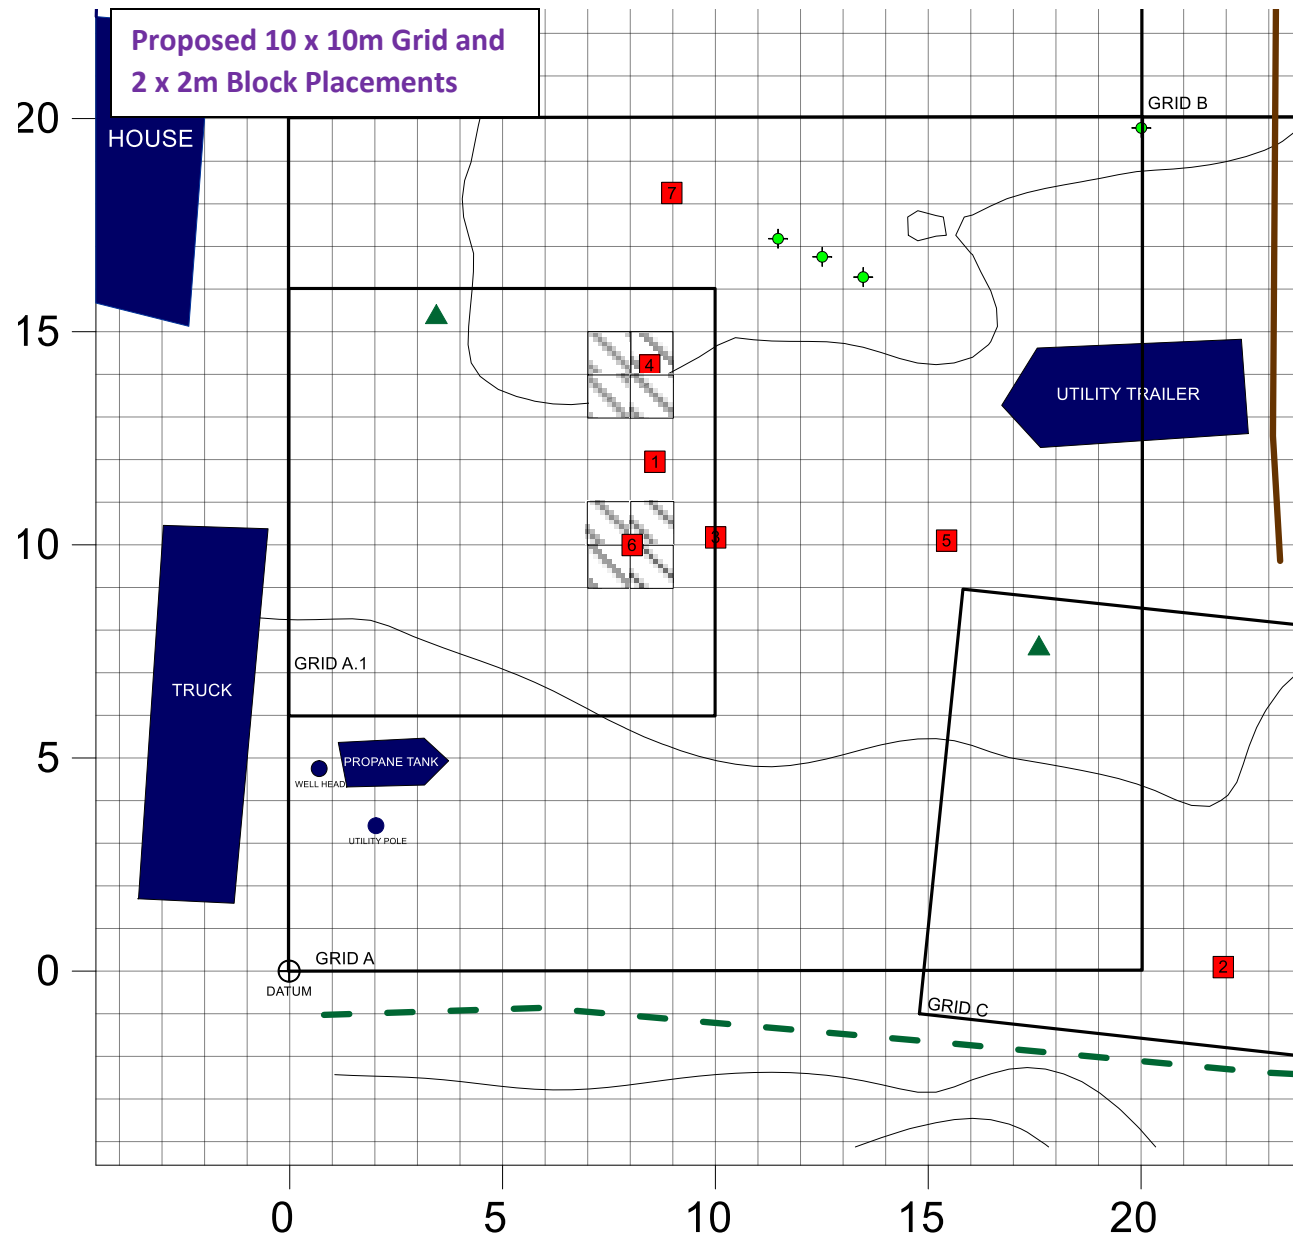 Proposed 10 x 10m Grid and
2 x 2m Block Placements
20
HOUSE
GRID B
7
15
4
UTILITY TRAILER
1
10
6
3
5
GRID A.1
TRUCK
5
PROPANE TANK
WELL HEAD
UTILITY POLE
0
GRID A
2
DATUM
GRID C
0
5
10
15
20